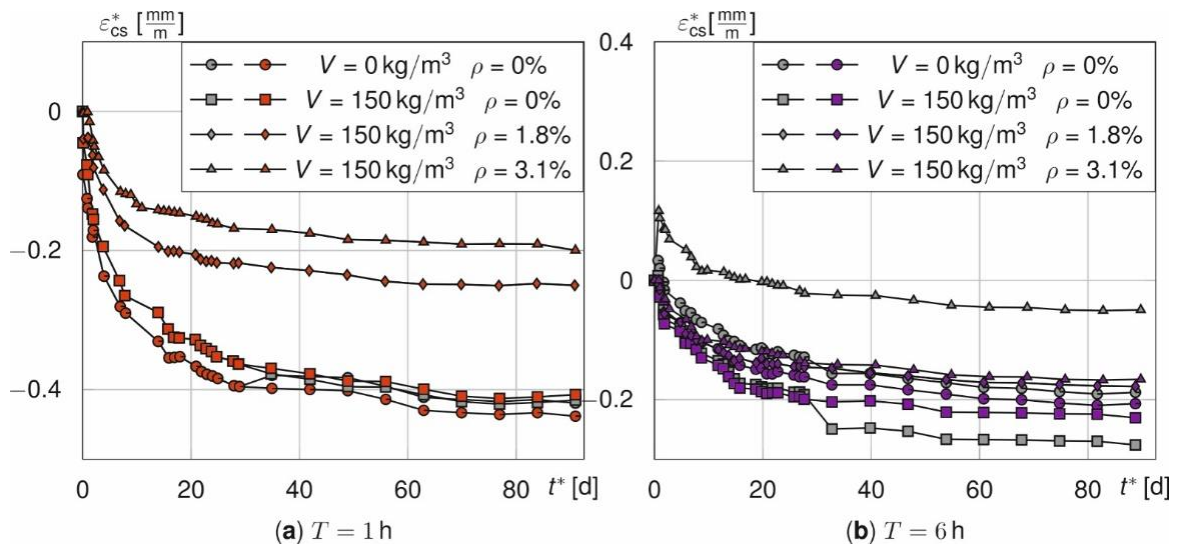 ε*cs [mm/m]
V = 0 kg/m³ ρ = 0%
V = 150 kg/m³ ρ = 0%
V = 150 kg/m³ ρ = 1.8%
V = 150 kg/m³ ρ = 3.1%
0
−0.2
−0.4
0 20 40 60 80 t* [d]
(a) T = 1 h
ε*cs[mm/m]
V = 0 kg/m³ ρ = 0%
V = 150 kg/m³ ρ = 0%
V = 150 kg/m³ ρ = 1.8%
V = 150 kg/m³ ρ = 3.1%
0.4
0.2
0
−0.2
0 20 40 60 80 t* [d]
(b) T = 6 h